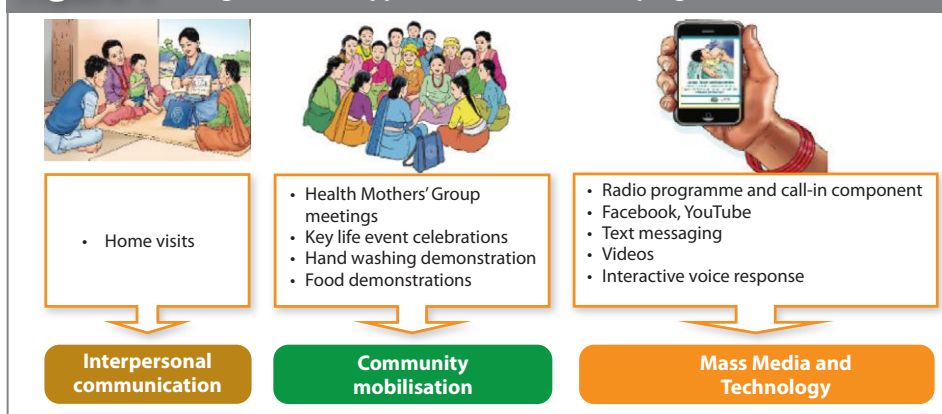 • Home visits
• Health Mothers' Group
meetings
• Key life event celebrations
• Hand washing demonstration
• Food demonstrations
• Radio programme and call-in component
• Facebook, YouTube
• Text messaging
• Videos
• Interactive voice response
Interpersonal
communication
Community
mobilisation
Mass Media and
Technology